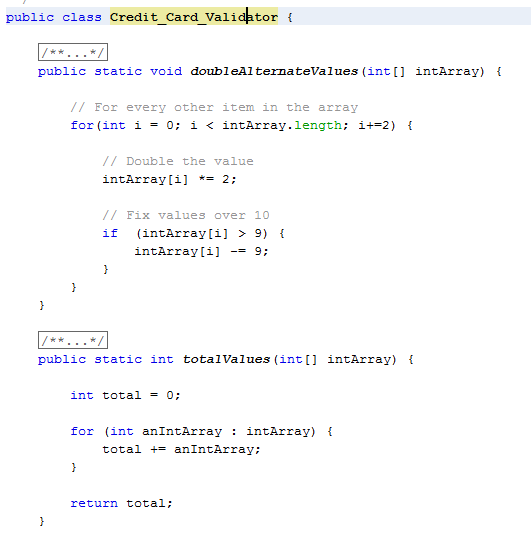 }
public class Credit_Card_Validator {
/**...*/
public static void doubleAlternateValues(int[] intArray) {
// For every other item in the array
for(int i = 0; i < intArray.length; i+=2) {
// Double the value
intArray[i] *= 2;
// Fix values over 10
if (intArray[i] > 9) {
intArray[i] -= 9;
}
}
}
/**...*/
public static int totalValues(int[] intArray) {
int total = 0;
for (int anIntArray : intArray) {
total += anIntArray;
}
return total;
}